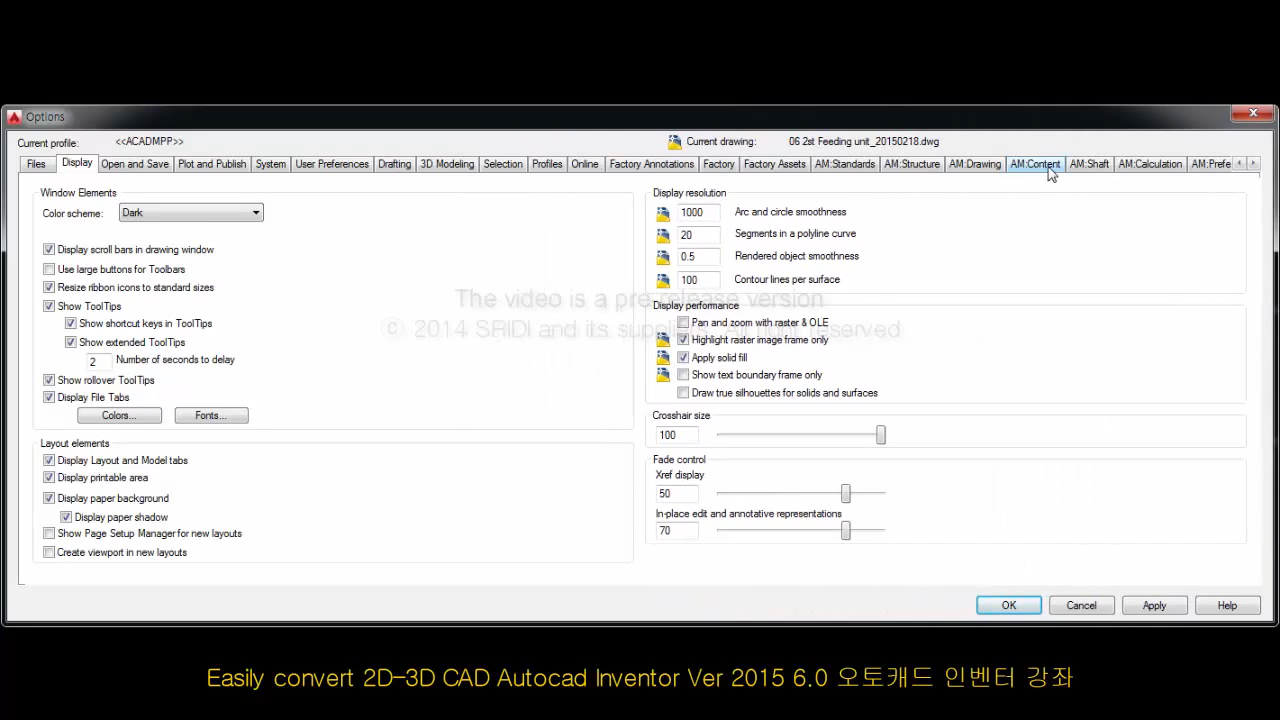 Options
Current profile: <<ACADMPP>> Current drawing: 06 2st Feeding unit_20150218.dwg
Files Display Open and Save Plot and Publish System User Preferences Drafting 3D Modeling Selection Profiles Online Factory Annotations Factory Factory Assets AM:Standards AM:Structure AM:Drawing AM:Content AM:Shaft AM:Calculation AM:Prefe
Window Elements
Color scheme: Dark
Display scroll bars in drawing window
Use large buttons for Toolbars
Resize ribbon icons to standard sizes
Show ToolTips
Show shortcut keys in ToolTips
Show extended ToolTips
2 Number of seconds to delay
Show rollover ToolTips
Display File Tabs
Colors... Fonts...
Layout elements
Display Layout and Model tabs
Display printable area
Display paper background
Display paper shadow
Show Page Setup Manager for new layouts
Create viewport in new layouts
Display resolution
1000 Arc and circle smoothness
20 Segments in a polyline curve
0.5 Rendered object smoothness
100 Contour lines per surface
Display performance
Pan and zoom with raster & OLE
Highlight raster image frame only
Apply solid fill
Show text boundary frame only
Draw true silhouettes for solids and surfaces
Crosshair size
100
Fade control
Xref display
50
In-place edit and annotative representations
70
The video is a pre release version
© 2014 SRIDI and its suppliers. All right reserved
OK Cancel Apply Help
Easily convert 2D-3D CAD Autocad Inventor Ver 2015 6.0 오토캐드 인벤터 강좌